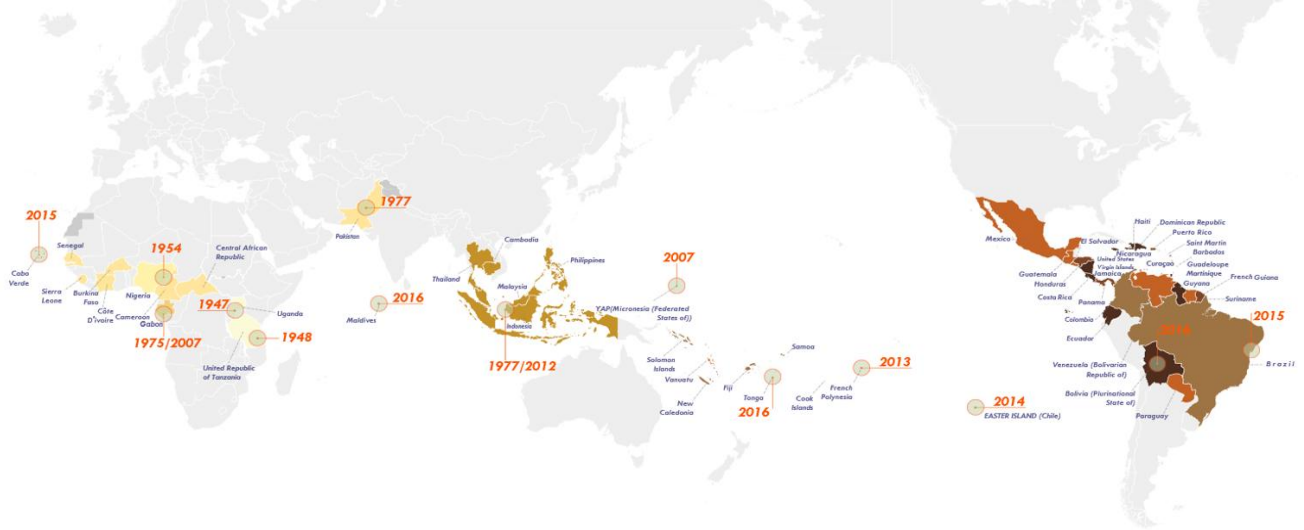 2015
Cabo
Verde
Senegal
Sierra
Leone
Burkina
Faso
Côte
D'ivoire
1954
Nigeria
Cameroon
Gabon
1975/2007
Central African
Republic
1947
Uganda
1948
United Republic
of Tanzania
1977
Pakistan
2016
Maldives
Thailand
Cambodia
Malaysia
Indonesia
Philippines
1977/2012
2007
YAP(Micronesia (Federated
States of))
Solomon
Islands
Vanuatu
New
Caledonia
Fiji
Samoa
Tonga
2016
Cook
Islands
2013
French
Polynesia
2014
EASTER ISLAND (Chile)
Mexico
Guatemala
Honduras
El Salvador
Nicaragua
Costa Rica
Panama
Haiti
Dominican Republic
Puerto Rico
United States
Virgin Islands
Jamaica
Saint Martin
Barbados
Curaçao
Guadeloupe
Martinique
Guyana
French Guiana
Suriname
Colombia
Ecuador
Venezuela (Bolivarian
Republic of)
2014
Bolivia (Plurinational
State of)
Paraguay
2015
Brazil